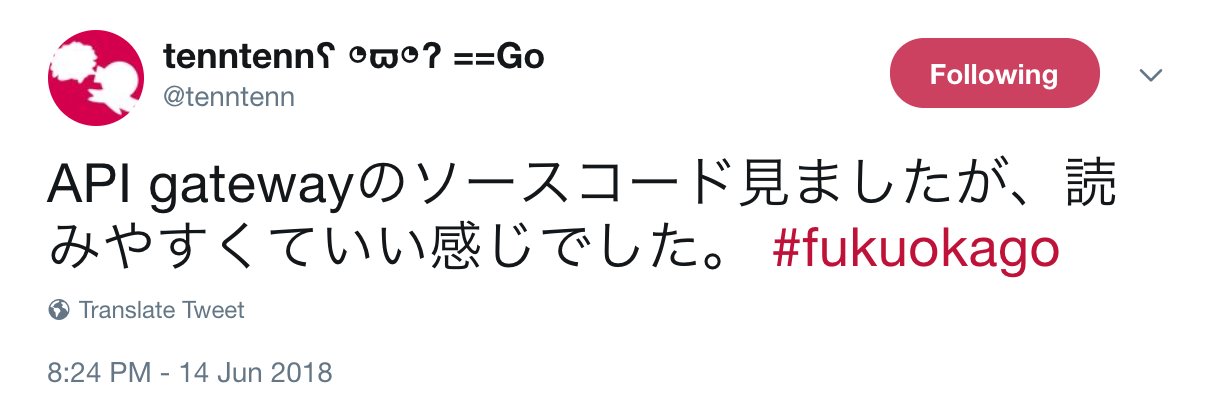 tenntennʕ ◔ϖ◔ʔ ==Go
@tenntenn
Following
API gatewayのソースコード見ましたが、読
みやすくていい感じでした。 #fukuokago
Translate Tweet
8:24 PM - 14 Jun 2018